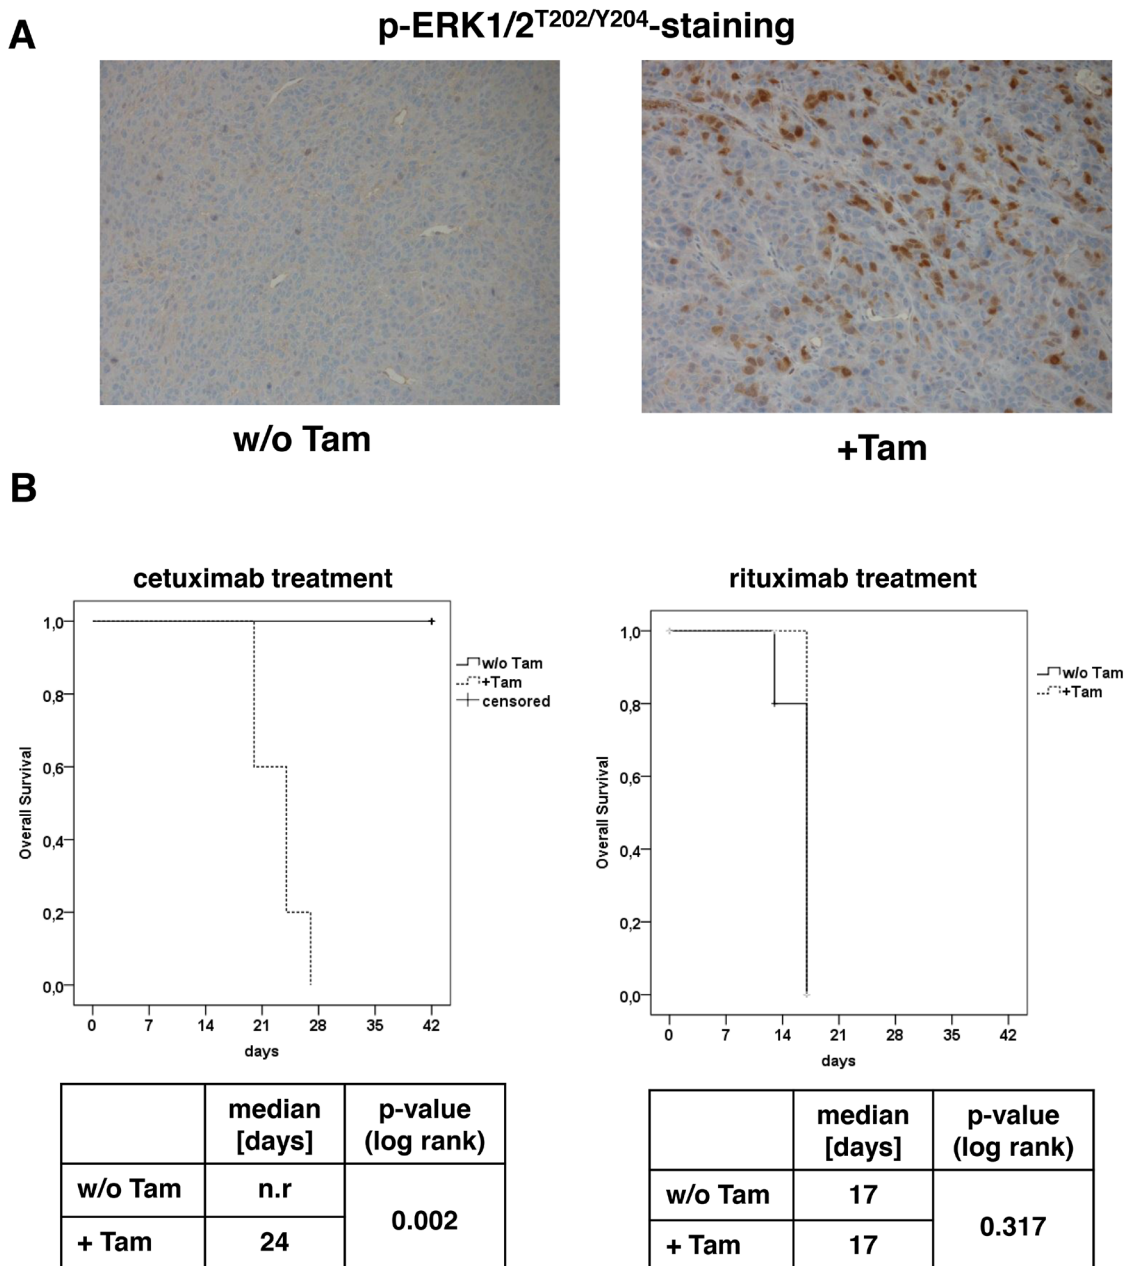 A
p-ERK1/2T202/Y204-staining
w/o Tam
+Tam
B
cetuximab treatment
1,0
0,8
0,6
0,4
0,2
0,0
Overall Survival
0 7 14 21 28 35 42
days
w/o Tam
+Tam
censored
median [days]
p-value (log rank)
w/o Tam n.r 0.002
+ Tam 24
rituximab treatment
1,0
0,8
0,6
0,4
0,2
0,0
Overall Survival
0 7 14 21 28 35 42
days
w/o Tam
+Tam
median [days]
p-value (log rank)
w/o Tam 17 0.317
+ Tam 17